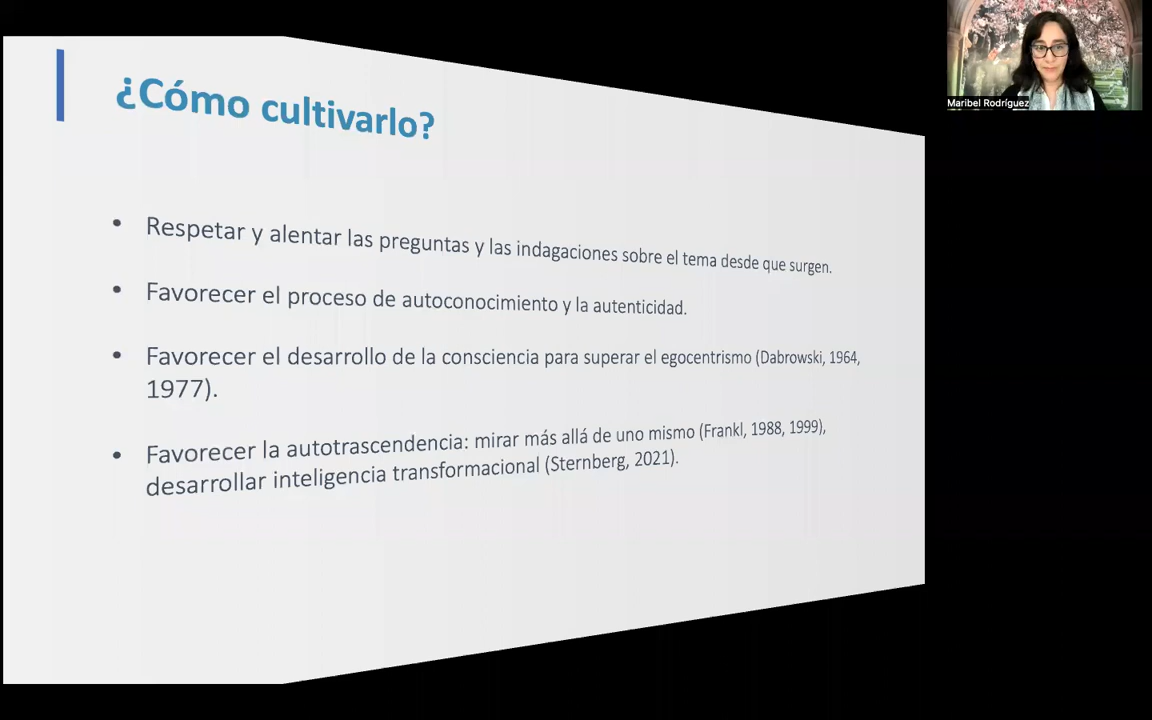 ¿Cómo cultivarlo?
• Respetar y alentar las preguntas y las indagaciones sobre el tema desde que surgen.
• Favorecer el proceso de autoconocimiento y la autenticidad.
• Favorecer el desarrollo de la consciencia para superar el egocentrismo (Dabrowski, 1964,
1977).
• Favorecer la autotrascendencia: mirar más allá de uno mismo (Frankl, 1988, 1999),
desarrollar inteligencia transformacional (Sternberg, 2021).
Maribel Rodríguez